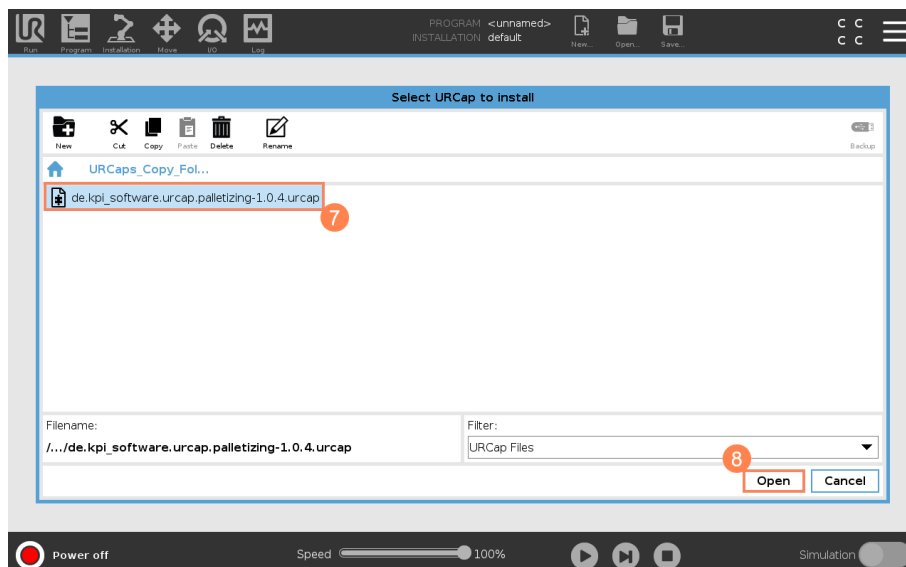 PROGRAM <unnamed>
INSTALLATION default
Run Program Installation Move I/O Log New... Open... Save...
C C
C C
Select URCap to install
New Cut Copy Paste Delete Rename Backup
URCaps_Copy_Fol...
de.kpi_software.urcap.palletizing-1.0.4.urcap
7
Filename: Filter:
/.../de.kpi_software.urcap.palletizing-1.0.4.urcap URCap Files
8
Open Cancel
Power off Speed 100% Simulation